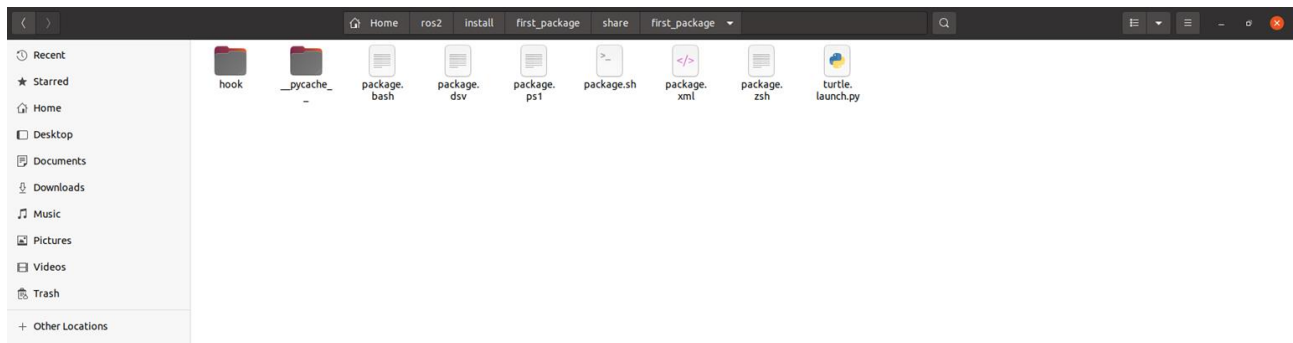 Home ros2 install first_package share first_package
Recent
Starred
Home
Desktop
Documents
Downloads
Music
Pictures
Videos
Trash
Other Locations
hook
__pycache_
_
package.
bash
package.
dsv
package.
ps1
package.sh
package.
xml
package.
zsh
turtle.
launch.py